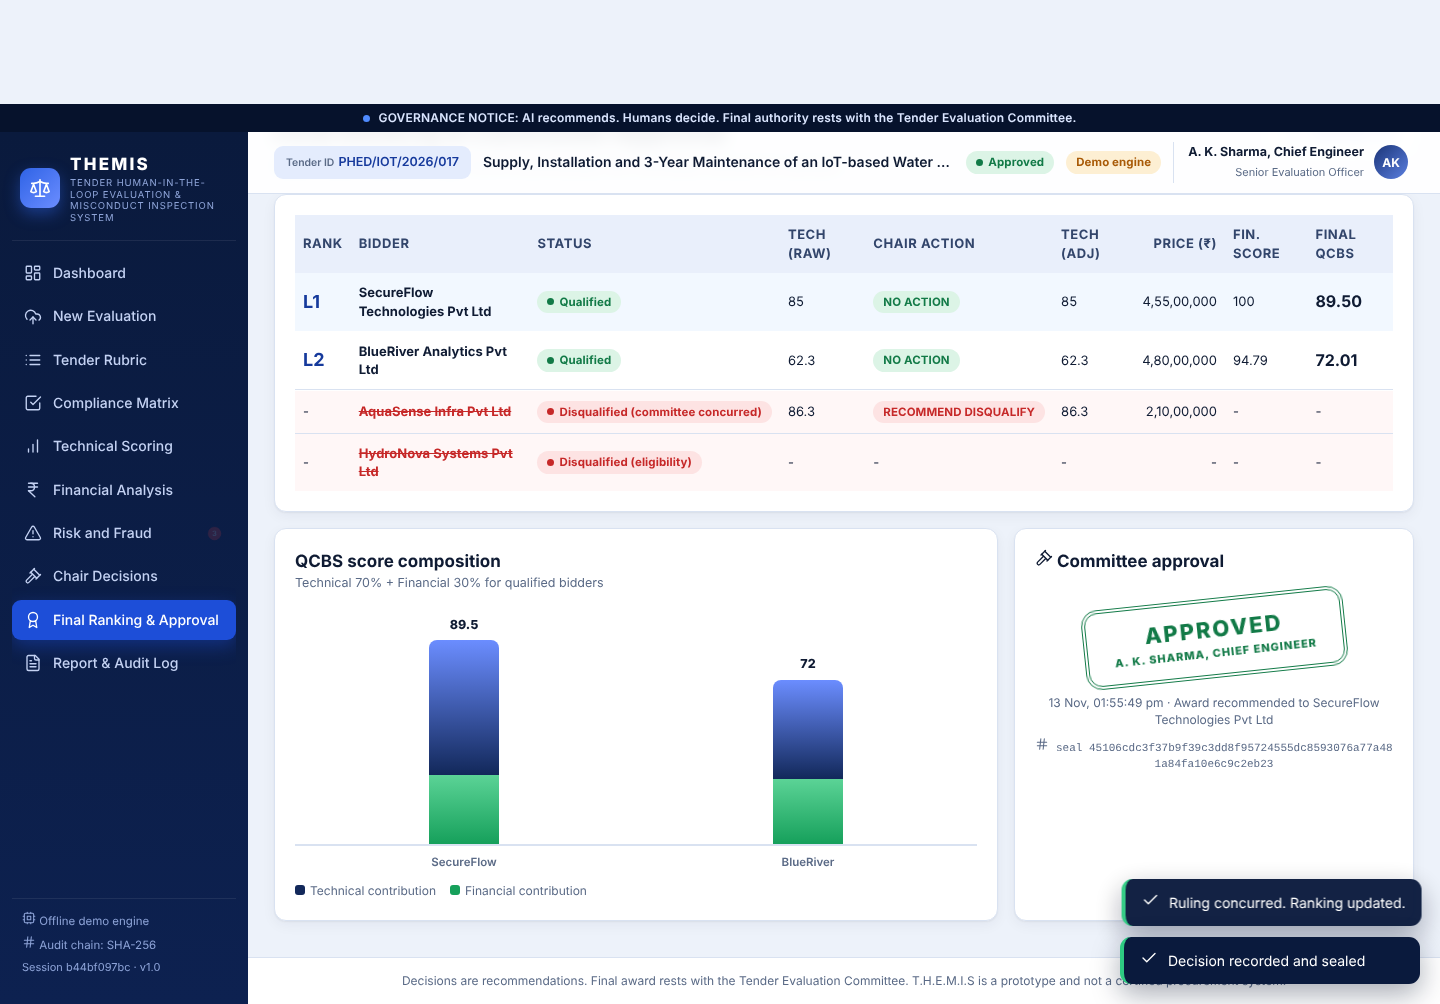 GOVERNANCE NOTICE: AI recommends. Humans decide. Final authority rests with the Tender Evaluation Committee.
THEMIS
TENDER HUMAN-IN-THE-
LOOP EVALUATION &
MISCONDUCT INSPECTION
SYSTEM
Dashboard
New Evaluation
Tender Rubric
Compliance Matrix
Technical Scoring
Financial Analysis
Risk and Fraud
Chair Decisions
Final Ranking & Approval
Report & Audit Log
Offline demo engine
Audit chain: SHA-256
Session b44bf097bc · v1.0
Tender ID PHED/IOT/2026/017
Supply, Installation and 3-Year Maintenance of an IoT-based Water ...
Approved
Demo engine
A. K. Sharma, Chief Engineer
Senior Evaluation Officer
AK
RANK BIDDER STATUS TECH (RAW) CHAIR ACTION TECH (ADJ) PRICE (₹) FIN. SCORE FINAL QCBS
L1 SecureFlow Technologies Pvt Ltd Qualified 85 NO ACTION 85 4,55,00,000 100 89.50
L2 BlueRiver Analytics Pvt Ltd Qualified 62.3 NO ACTION 62.3 4,80,00,000 94.79 72.01
- AquaSense Infra Pvt Ltd Disqualified (committee concurred) 86.3 RECOMMEND DISQUALIFY 86.3 2,10,00,000 - -
- HydroNova Systems Pvt Ltd Disqualified (eligibility) - - - - - -
QCBS score composition
Technical 70% + Financial 30% for qualified bidders
89.5
72
SecureFlow
BlueRiver
Technical contribution
Financial contribution
Committee approval
APPROVED
A. K. SHARMA, CHIEF ENGINEER
13 Nov, 01:55:49 pm · Award recommended to SecureFlow
Technologies Pvt Ltd
seal 45106cdc3f37b9f39c3dd8f95724555dc8593076a77a48
1a84fa10e6c9c2eb23
Ruling concurred. Ranking updated.
Decision recorded and sealed
Decisions are recommendations. Final award rests with the Tender Evaluation Committee. T.H.E.M.I.S is a prototype and not a